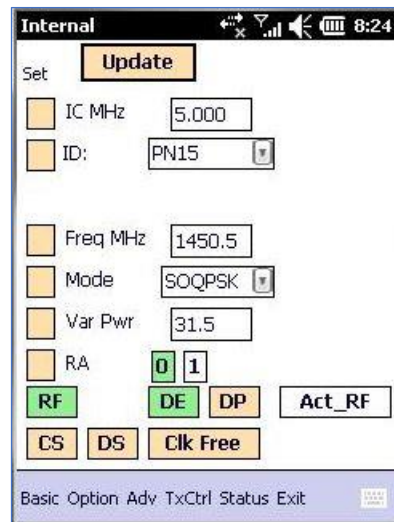 Internal 8:24
Set Update
IC MHz 5.000
ID: PN15
Freq MHz 1450.5
Mode SOQPSK
Var Pwr 31.5
RA 0 1
RF DE DP Act_RF
CS DS Clk Free
Basic Option Adv TxCtrl Status Exit